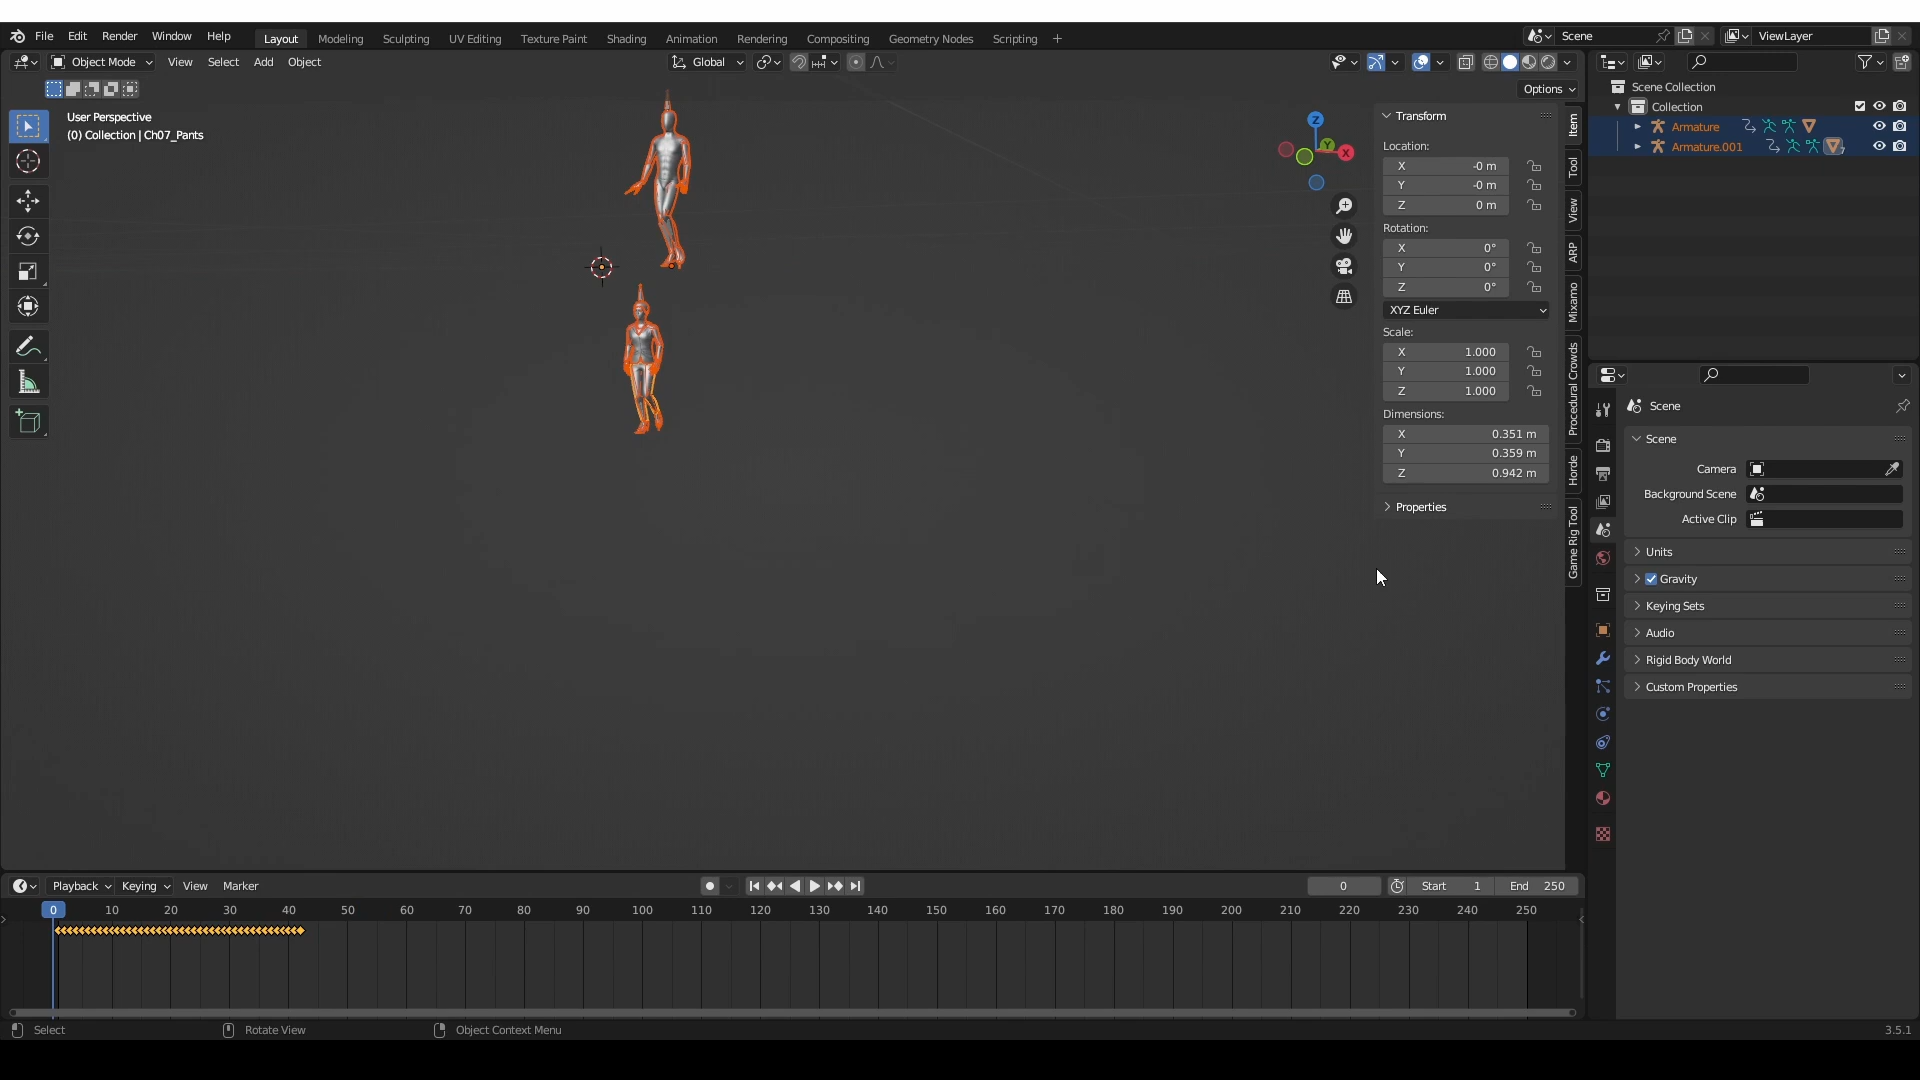 File Edit Render Window Help Layout Modeling Sculpting UV Editing Texture Paint Shading Animation Rendering Compositing Geometry Nodes Scripting + Scene ViewLayer
Object Mode View Select Add Object Global
Options
User Perspective
(0) Collection | Ch07_Pants
Z
Y
X
Transform
Location:
X -0 m
Y -0 m
Z 0 m
Rotation:
X 0°
Y 0°
Z 0°
XYZ Euler
Scale:
X 1.000
Y 1.000
Z 1.000
Dimensions:
X 0.351 m
Y 0.359 m
Z 0.942 m
Properties
Item
Tool
View
ARP
Mixamo
Procedural Crowds
Horde
Game Rig Tool
Scene Collection
Collection
Armature
Armature.001
Scene
Scene
Camera
Background Scene
Active Clip
Units
Gravity
Keying Sets
Audio
Rigid Body World
Custom Properties
Playback Keying View Marker 0 Start 1 End 250
0 10 20 30 40 50 60 70 80 90 100 110 120 130 140 150 160 170 180 190 200 210 220 230 240 250
Select Rotate View Object Context Menu 3.5.1